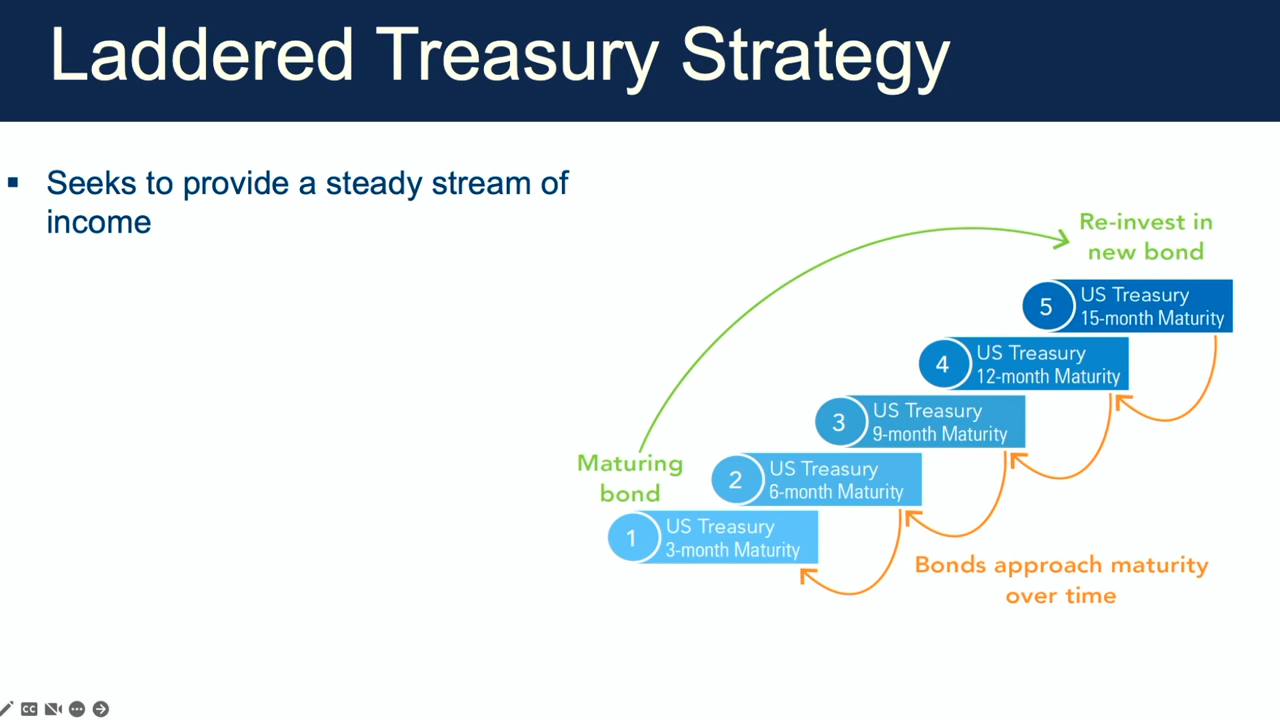 Laddered Treasury Strategy
▪ Seeks to provide a steady stream of
income
Re-invest in
new bond
5
US Treasury
15-month Maturity
4
US Treasury
12-month Maturity
3
US Treasury
9-month Maturity
Maturing
bond
2
US Treasury
6-month Maturity
1
US Treasury
3-month Maturity
Bonds approach maturity
over time
CC